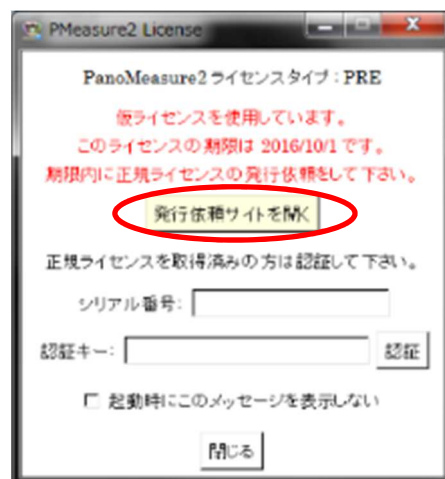 PMeasure2 License
PanoMeasure2 ライセンスタイプ : PRE
仮ライセンスを使用しています。
このライセンスの期限は 2016/10/1 です。
期限内に正規ライセンスの発行依頼をして下さい。
発行依頼サイトを開く
正規ライセンスを取得済みの方は認証して下さい。
シリアル番号:
認証キー: 認証
起動時にこのメッセージを表示しない
閉じる